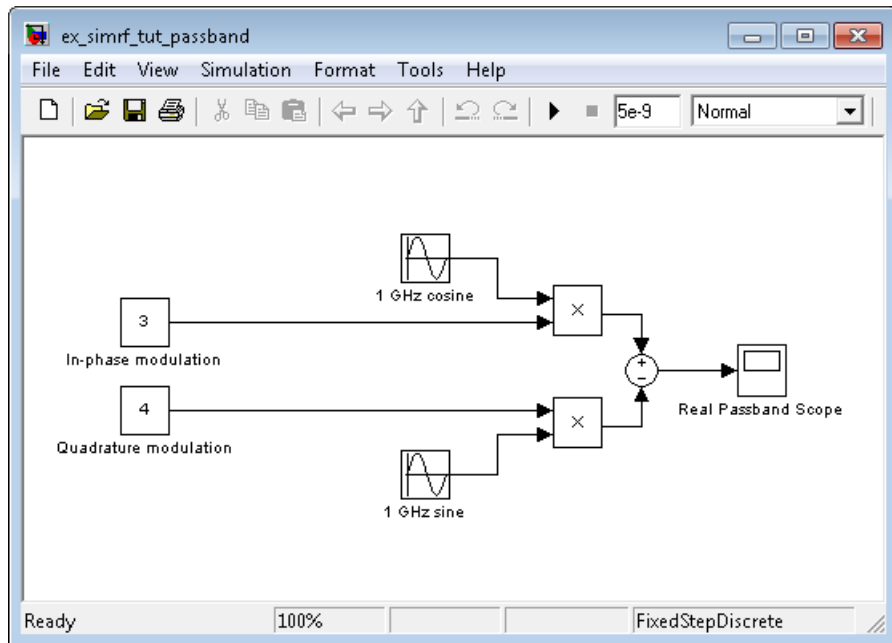 ex_simrf_tut_passband
File Edit View Simulation Format Tools Help
5e-9 Normal
1 GHz cosine
×
3
In-phase modulation
+
−
Real Passband Scope
4
×
Quadrature modulation
1 GHz sine
Ready 100% FixedStepDiscrete